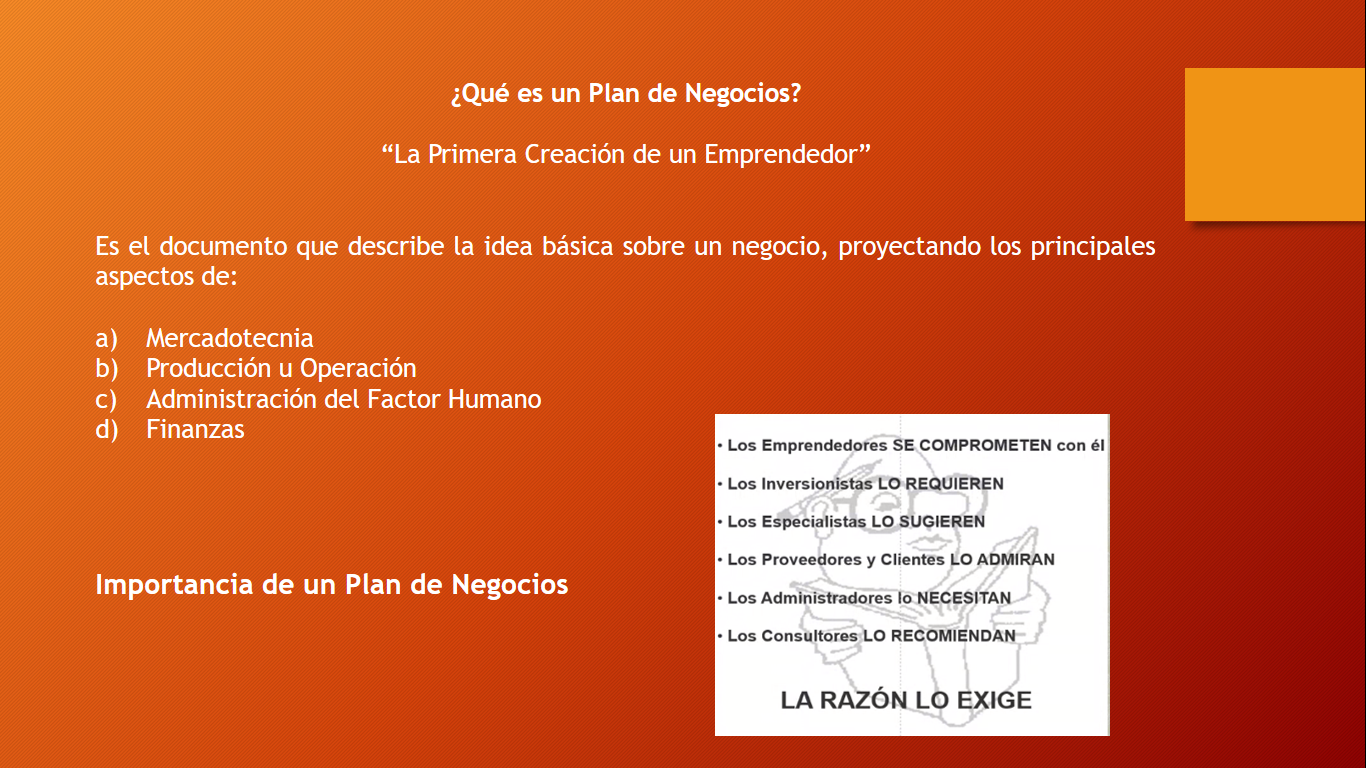 ¿Qué es un Plan de Negocios?
“La Primera Creación de un Emprendedor”
Es el documento que describe la idea básica sobre un negocio, proyectando los principales
aspectos de:
a) Mercadotecnia
b) Producción u Operación
c) Administración del Factor Humano
d) Finanzas
Importancia de un Plan de Negocios
• Los Emprendedores SE COMPROMETEN con él
• Los Inversionistas LO REQUIEREN
• Los Especialistas LO SUGIEREN
• Los Proveedores y Clientes LO ADMIRAN
• Los Administradores lo NECESITAN
• Los Consultores LO RECOMIENDAN
LA RAZÓN LO EXIGE